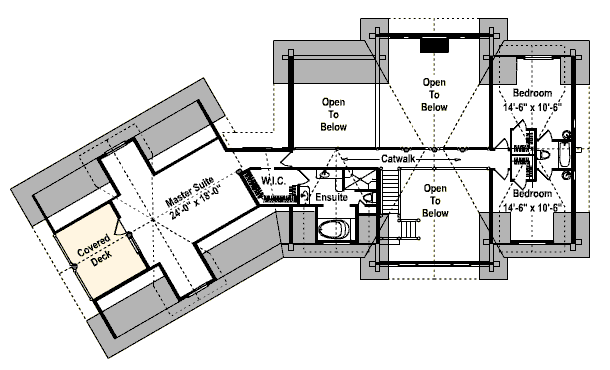 Open
To
Below
Bedroom
14'-6" x 10'-6"
Open
To
Below
Catwalk
W.I.C.
Master Suite
24'-0" x 18'-0"
Ensuite
Open
To
Below
Bedroom
14'-6" x 10'-6"
Covered
Deck